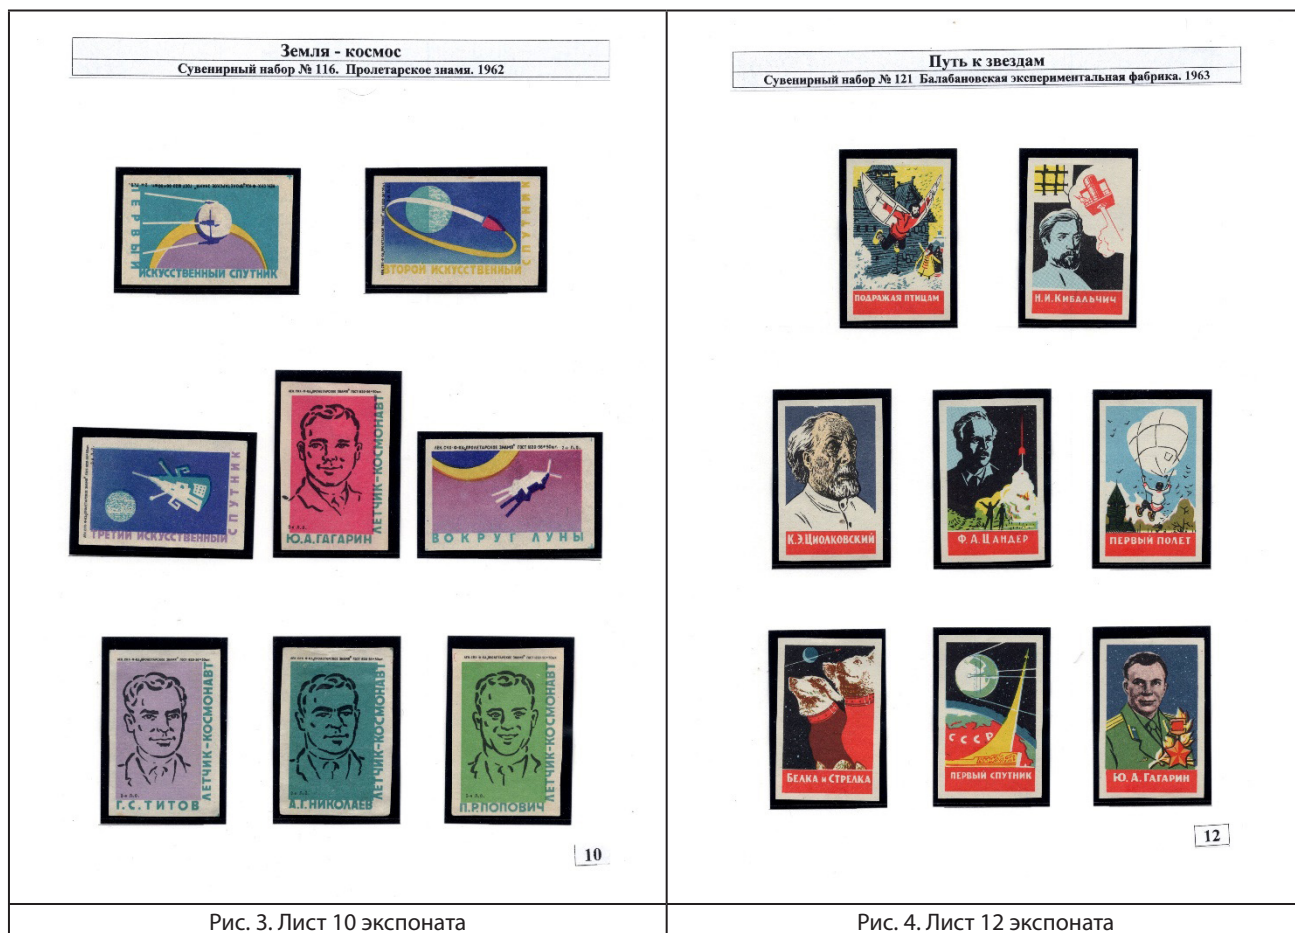 Земля - космос
Сувенирный набор № 116. Пролетарское знамя. 1962
ПЕРВЫЙ
ИСКУССТВЕННЫЙ СПУТНИК
ВТОРОЙ ИСКУССТВЕННЫЙ
СПУТНИК
ТРЕТИЙ ИСКУССТВЕННЫЙ
СПУТНИК
Ю.А.ГАГАРИН
ЛЕТЧИК-КОСМОНАВТ
ВОКРУГ ЛУНЫ
Г.С.ТИТОВ
ЛЕТЧИК-КОСМОНАВТ
А.Г.НИКОЛАЕВ
ЛЕТЧИК-КОСМОНАВТ
П.Р.ПОПОВИЧ
ЛЕТЧИК-КОСМОНАВТ
10
Рис. 3. Лист 10 экспоната
Путь к звездам
Сувенирный набор № 121 Балабановская экспериментальная фабрика. 1963
ПОДРАЖАЯ ПТИЦАМ
Н.И.КИБАЛЬЧИЧ
К.Э.ЦИОЛКОВСКИЙ
Ф.А.ЦАНДЕР
ПЕРВЫЙ ПОЛЕТ
БЕЛКА И СТРЕЛКА
СССР
ПЕРВЫЙ СПУТНИК
Ю.А.ГАГАРИН
12
Рис. 4. Лист 12 экспоната